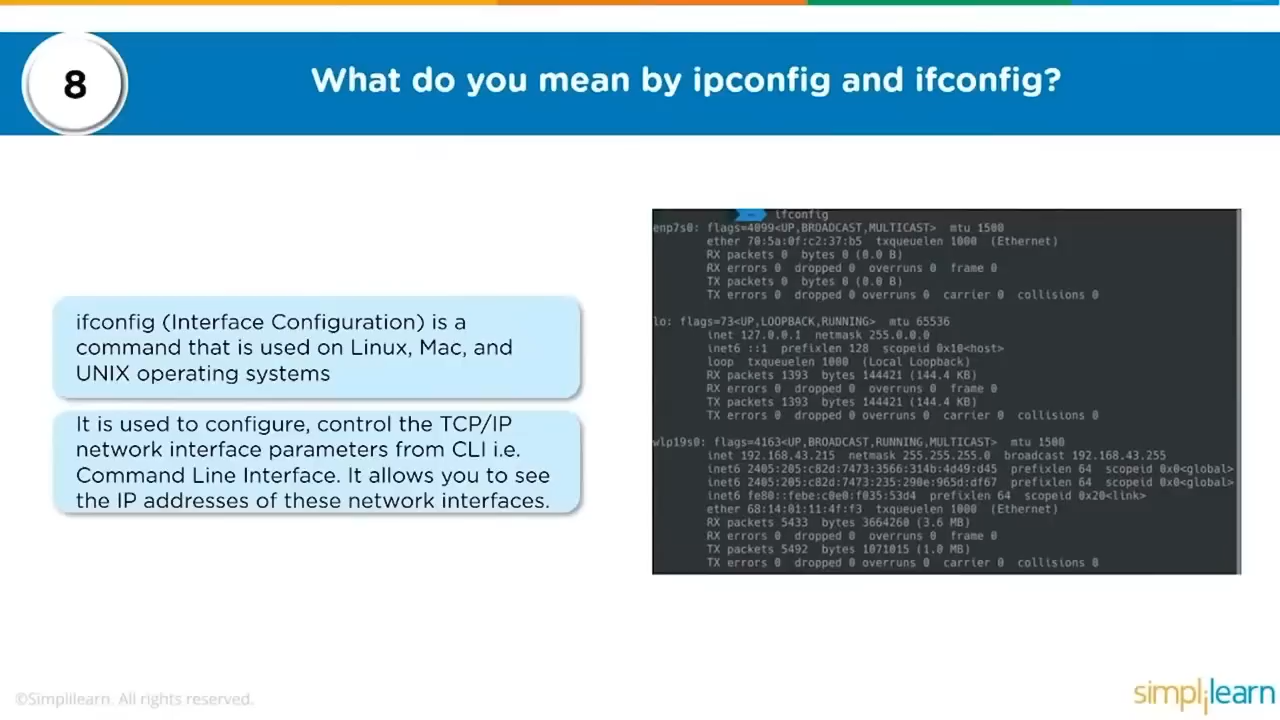 8
What do you mean by ipconfig and ifconfig?
ifconfig (Interface Configuration) is a
command that is used on Linux, Mac, and
UNIX operating systems
It is used to configure, control the TCP/IP
network interface parameters from CLI i.e.
Command Line Interface. It allows you to see
the IP addresses of these network interfaces.
~ ifconfig
enp7s0: flags=4099<UP,BROADCAST,MULTICAST> mtu 1500
ether 70:5a:0f:c2:37:b5 txqueuelen 1000 (Ethernet)
RX packets 0 bytes 0 (0.0 B)
RX errors 0 dropped 0 overruns 0 frame 0
TX packets 0 bytes 0 (0.0 B)
TX errors 0 dropped 0 overruns 0 carrier 0 collisions 0
lo: flags=73<UP,LOOPBACK,RUNNING> mtu 65536
inet 127.0.0.1 netmask 255.0.0.0
inet6 ::1 prefixlen 128 scopeid 0x10<host>
loop txqueuelen 1000 (Local Loopback)
RX packets 1393 bytes 144421 (144.4 KB)
RX errors 0 dropped 0 overruns 0 frame 0
TX packets 1393 bytes 144421 (144.4 KB)
TX errors 0 dropped 0 overruns 0 carrier 0 collisions 0
wlp19s0: flags=4163<UP,BROADCAST,RUNNING,MULTICAST> mtu 1500
inet 192.168.43.215 netmask 255.255.255.0 broadcast 192.168.43.255
inet6 2405:205:c82d:7473:3566:314b:4d49:d45 prefixlen 64 scopeid 0x0<global>
inet6 2405:205:c82d:7473:235:290e:965d:df67 prefixlen 64 scopeid 0x0<global>
inet6 fe80::febe:c0e0:f035:53d4 prefixlen 64 scopeid 0x20<link>
ether 68:14:01:11:4f:f3 txqueuelen 1000 (Ethernet)
RX packets 5433 bytes 3664260 (3.6 MB)
RX errors 0 dropped 0 overruns 0 frame 0
TX packets 5492 bytes 1071015 (1.0 MB)
TX errors 0 dropped 0 overruns 0 carrier 0 collisions 0
©Simplilearn. All rights reserved.
simplilearn